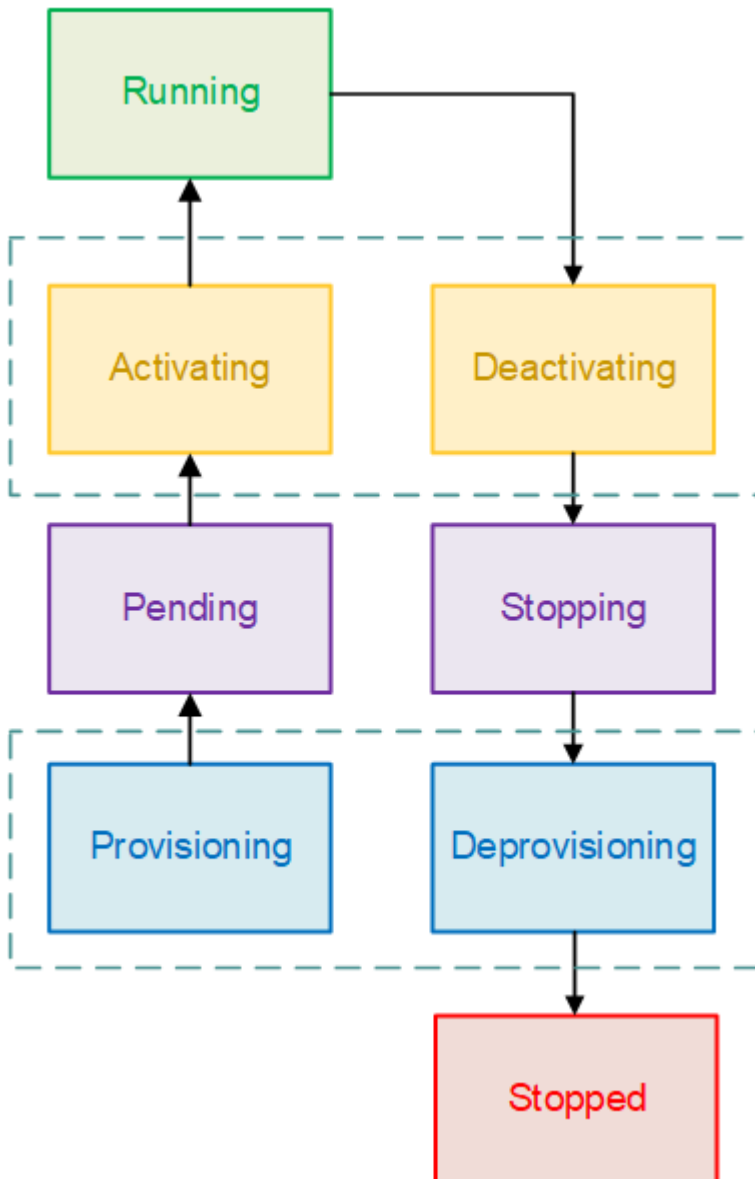 Running
Activating
Deactivating
Pending
Stopping
Provisioning
Deprovisioning
Stopped